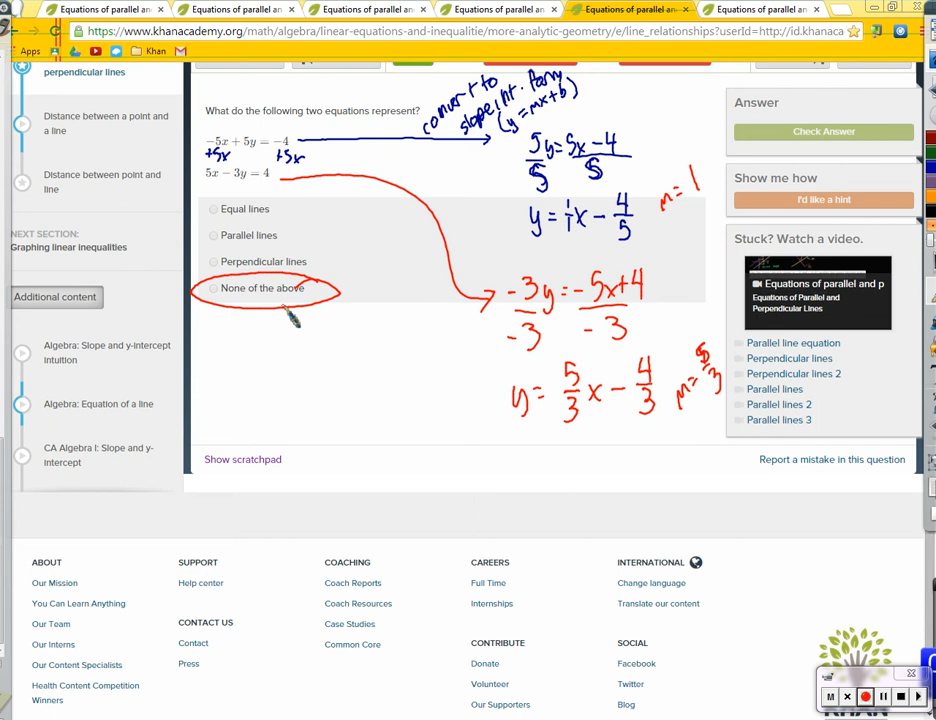 Equations of parallel an
Equations of parallel an
Equations of parallel an
Equations of parallel an
Equations of parallel an
Equations of parallel an
https://www.khanacademy.org/math/algebra/linear-equations-and-inequalitie/more-analytic-geometry/e/line_relationships?userId=http://id.khanaca
Apps
Khan
perpendicular lines
Distance between a point and
a line
Distance between point and
line
NEXT SECTION:
Graphing linear inequalities
Additional content
Algebra: Slope and y-intercept
intuition
Algebra: Equation of a line
CA Algebra I: Slope and y-
intercept
What do the following two equations represent?
−5x + 5y = −4
+5x +5x
5x − 3y = 4
Equal lines
Parallel lines
Perpendicular lines
None of the above
convert to
slope int. form
(y=mx+b)
5y=5x−4
5 5
y=1/1x−4/5
m=1
-3y=-5x+4
-3 -3
y=5/3x−4/3
m=5/3
Show scratchpad
Report a mistake in this question
Answer
Check Answer
Show me how
I'd like a hint
Stuck? Watch a video.
Equations of parallel and p
Equations of Parallel and
Perpendicular Lines
Parallel line equation
Perpendicular lines
Perpendicular lines 2
Parallel lines
Parallel lines 2
Parallel lines 3
ABOUT
Our Mission
You Can Learn Anything
Our Team
Our Interns
Our Content Specialists
Health Content Competition
Winners
SUPPORT
Help center
CONTACT US
Contact
Press
COACHING
Coach Reports
Coach Resources
Case Studies
Common Core
CAREERS
Full Time
Internships
CONTRIBUTE
Donate
Volunteer
Our Supporters
INTERNATIONAL
Change language
Translate our content
SOCIAL
Facebook
Twitter
Blog
M